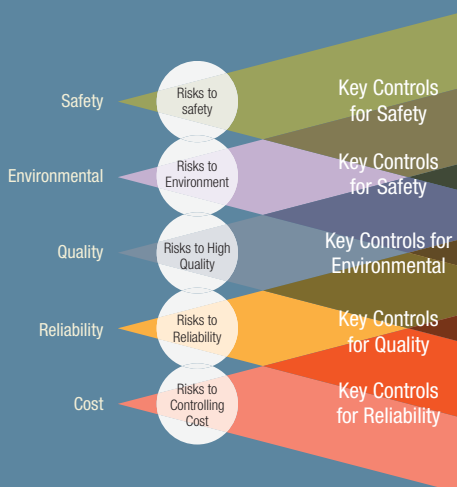 Safety
Risks to
safety
Key Controls
for Safety
Environmental
Risks to
Environment
Key Controls
for Safety
Quality
Risks to High
Quality
Key Controls for
Environmental
Reliability
Risks to
Reliability
Key Controls
for Quality
Cost
Risks to
Controlling
Cost
Key Controls
for Reliability